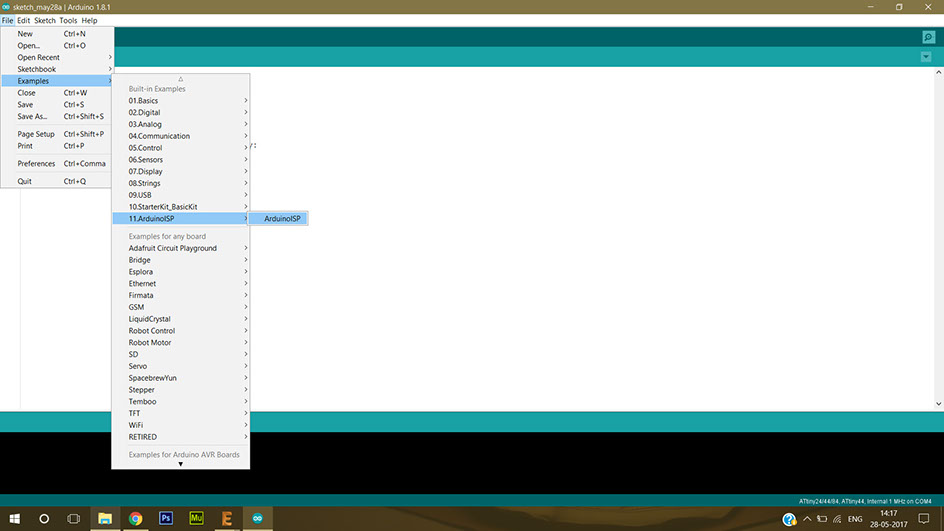 sketch_may28a | Arduino 1.8.1
File Edit Sketch Tools Help
New Ctrl+N
Open... Ctrl+O
Open Recent
Sketchbook
Examples
Close Ctrl+W
Save Ctrl+S
Save As... Ctrl+Shift+S
Page Setup Ctrl+Shift+P
Print Ctrl+P
Preferences Ctrl+Comma
Quit Ctrl+Q
Built-in Examples
01.Basics
02.Digital
03.Analog
04.Communication
05.Control
06.Sensors
07.Display
08.Strings
09.USB
10.StarterKit_BasicKit
11.ArduinoISP
ArduinoISP
Examples for any board
Adafruit Circuit Playground
Bridge
Esplora
Ethernet
Firmata
GSM
LiquidCrystal
Robot Control
Robot Motor
SD
Servo
SpacebrewYun
Stepper
Temboo
TFT
WiFi
RETIRED
Examples for Arduino AVR Boards
ATtiny24/44/84, ATtiny44, Internal 1 MHz on COM4
Ps
Mu
ENG
14:17
28-05-2017